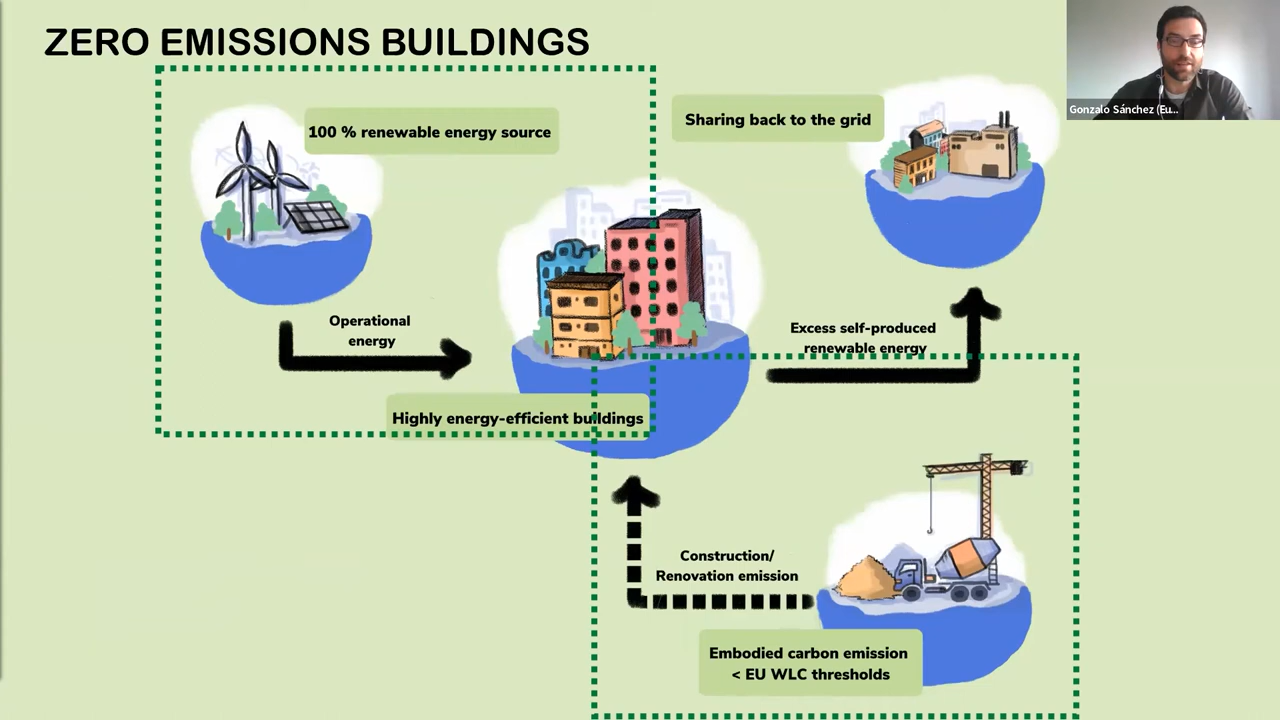 ZERO EMISSIONS BUILDINGS
100 % renewable energy source
Sharing back to the grid
Gonzalo Sánchez (Eu...
Operational
energy
Excess self-produced
renewable energy
Highly energy-efficient buildings
Construction/
Renovation emission
Embodied carbon emission
< EU WLC thresholds